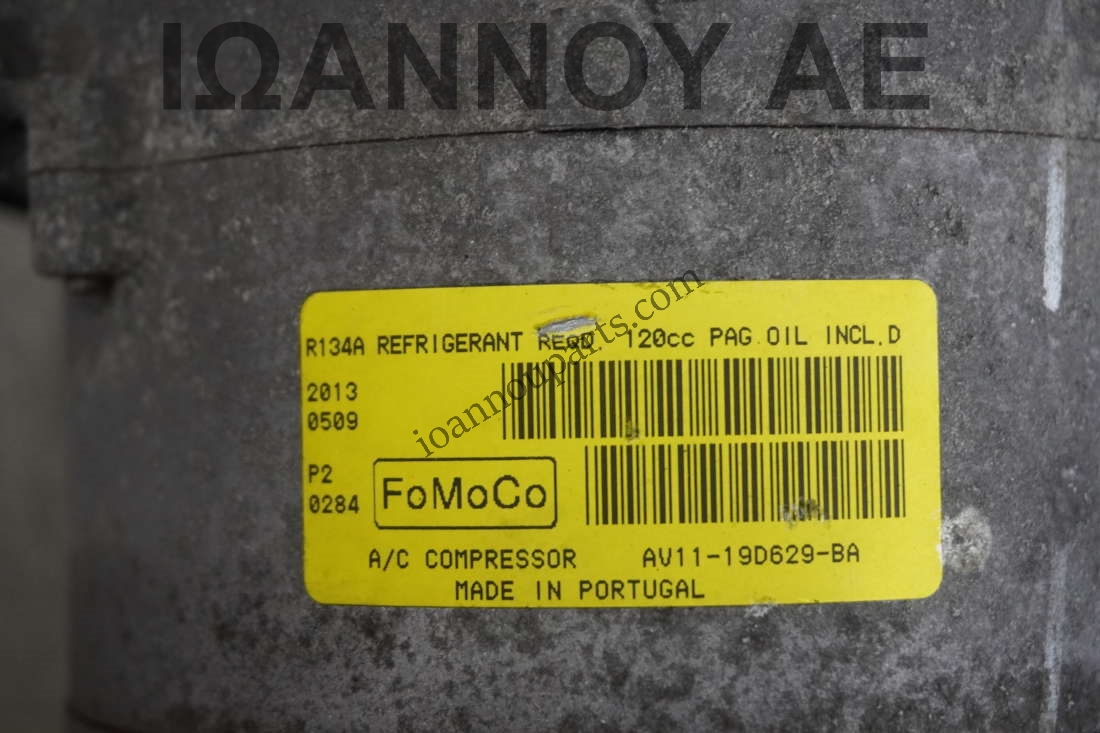 ΙΩΑΝΝΟΥ ΑΕ
R134A REFRIGERANT REQD 120cc PAG OIL INCL.D
2013
0509
ioannouparts.com
P2
0284
FoMoCo
A/C COMPRESSOR AV11-19D629-BA
MADE IN PORTUGAL